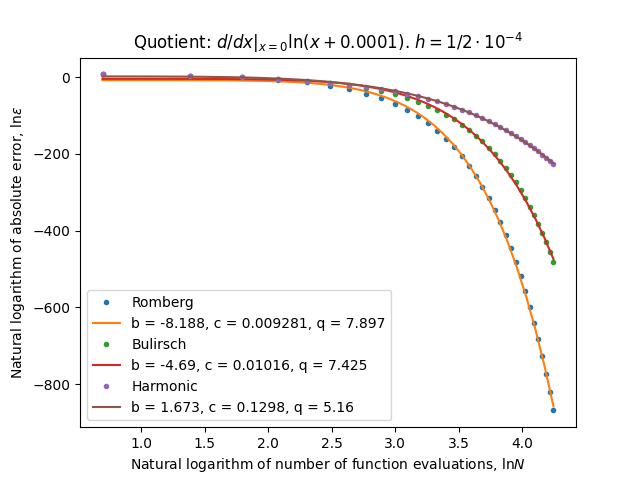 Quotient: d/dx|x=0 ln(x + 0.0001). h = 1/2 · 10⁻⁴
Natural logarithm of absolute error, lnε
0
−200
−400
−600
−800
Romberg
b = -8.188, c = 0.009281, q = 7.897
Bulirsch
b = -4.69, c = 0.01016, q = 7.425
Harmonic
b = 1.673, c = 0.1298, q = 5.16
1.0 1.5 2.0 2.5 3.0 3.5 4.0
Natural logarithm of number of function evaluations, lnN